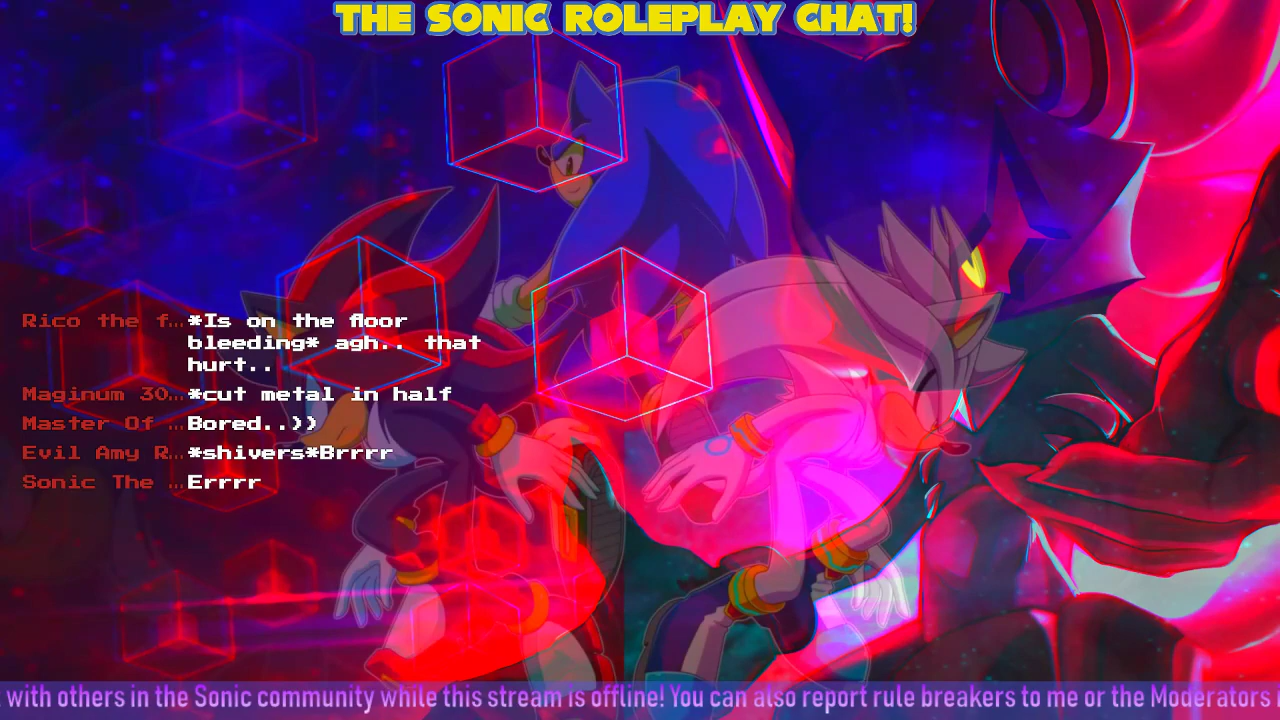 THE SONIC ROLEPLAY CHAT!
Rico the f... *Is on the floor
bleeding* agh.. that
hurt..
Maginum 30... *cut metal in half
Master Of ... Bored..))
Evil Amy R... *shivers*Brrrr
Sonic The ... Errrr
with others in the Sonic community while this stream is offline! You can also report rule breakers to me or the Moderators